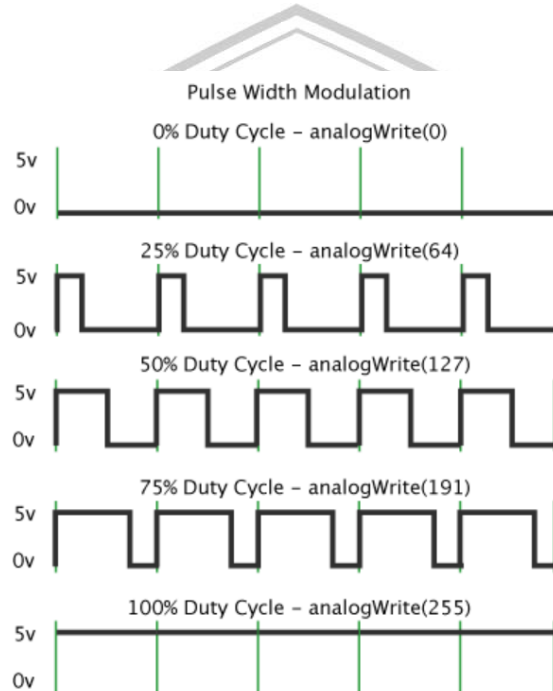 Pulse Width Modulation
0% Duty Cycle – analogWrite(0)
5v
0v
25% Duty Cycle – analogWrite(64)
5v
0v
50% Duty Cycle – analogWrite(127)
5v
0v
75% Duty Cycle – analogWrite(191)
5v
0v
100% Duty Cycle – analogWrite(255)
5v
0v